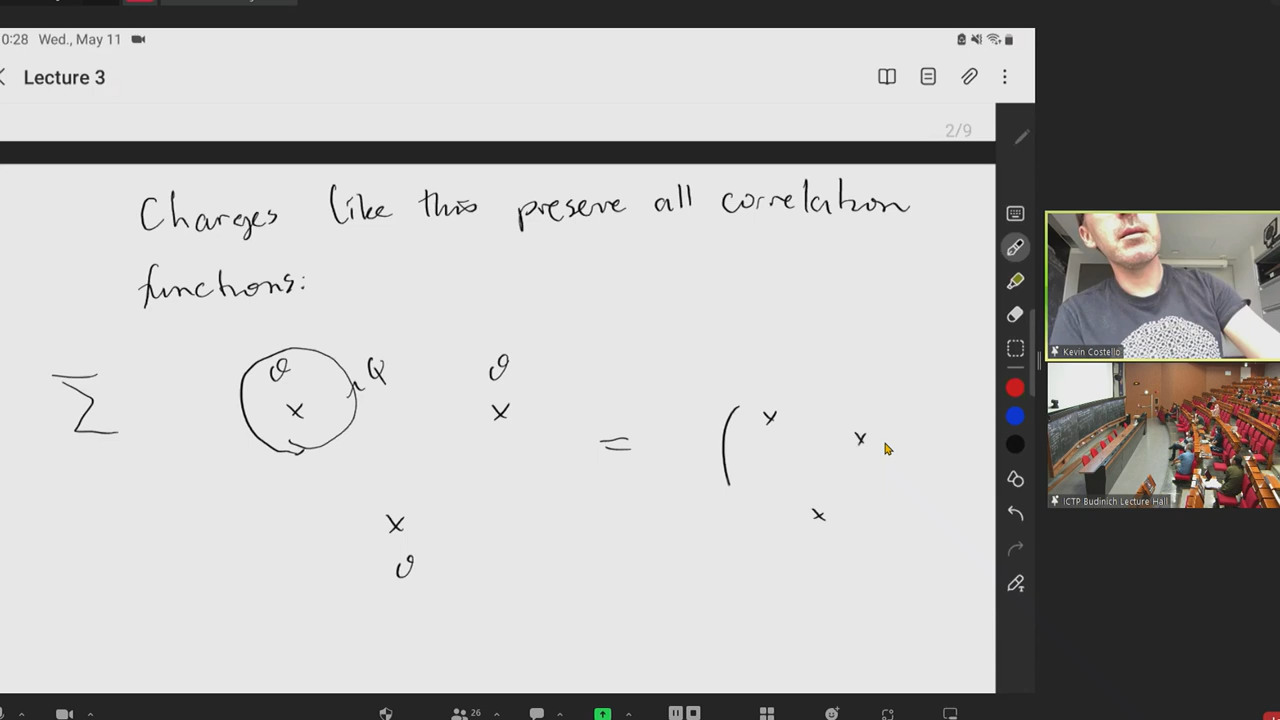 0:28 Wed., May 11
Lecture 3
2/9
Charges like this preserve all correlation
functions:
Σ O x Q O x = ( x x
x x
O
Kevin Costello
ICTP Budinich Lecture Hall
26